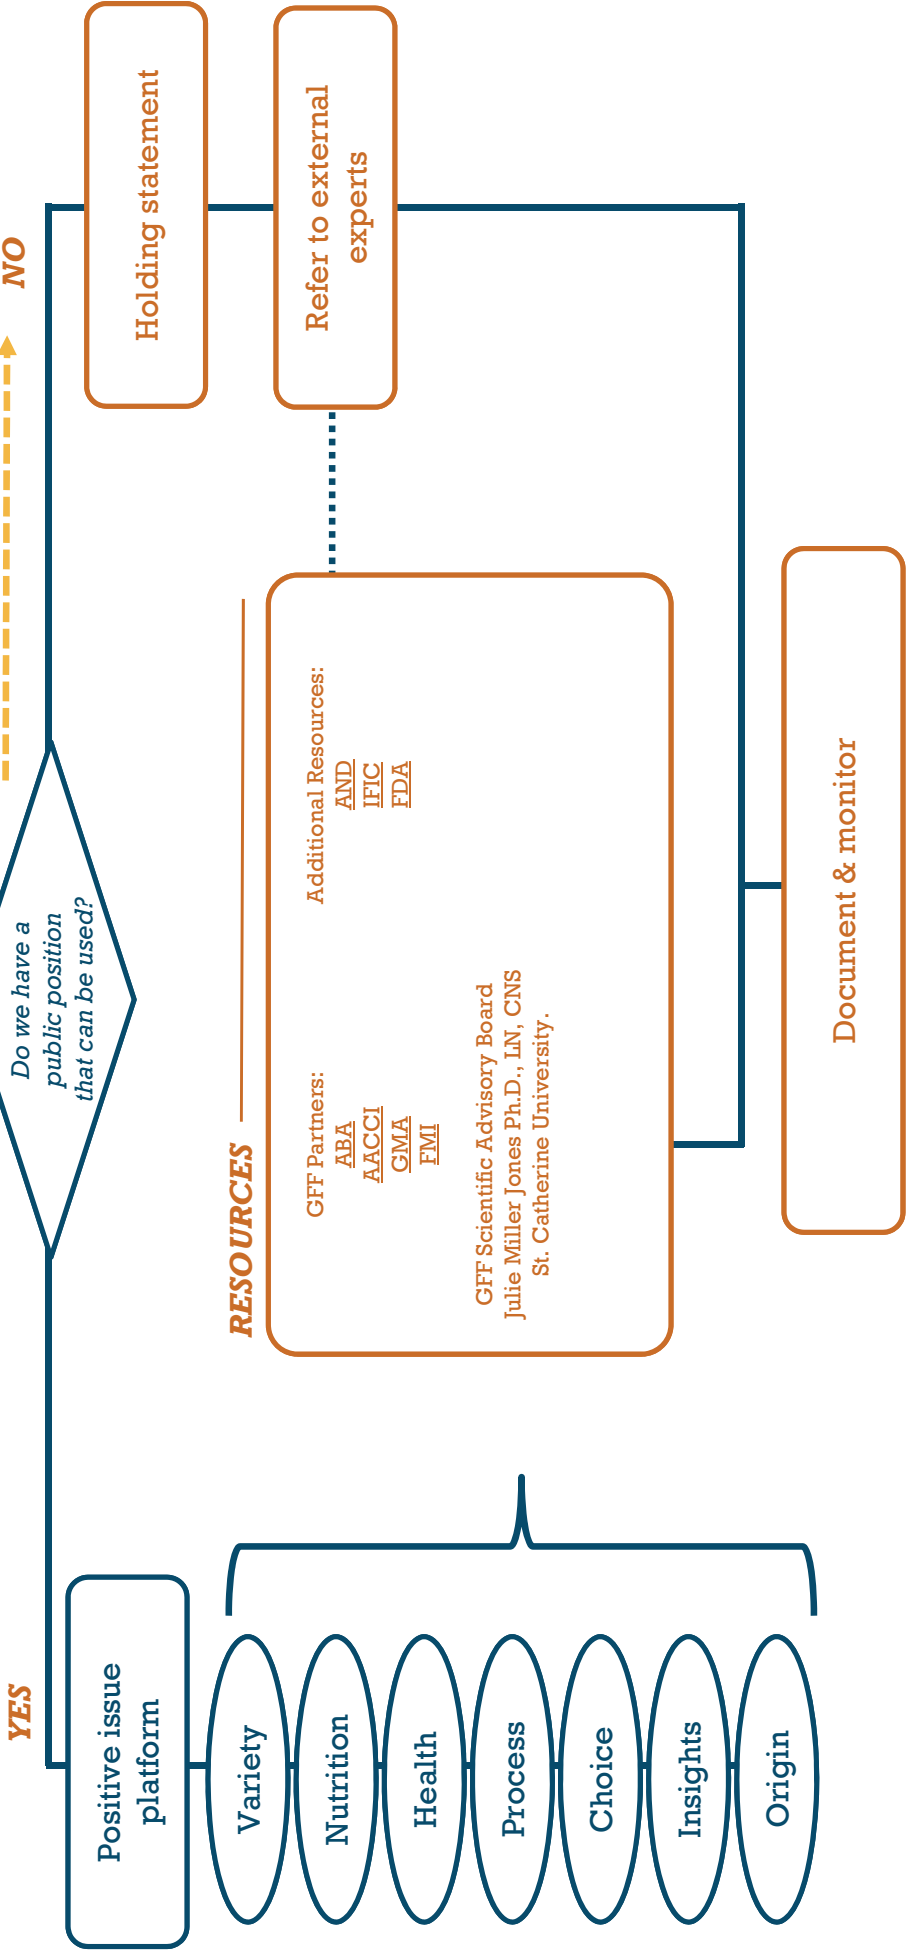 YES
NO
Do we have a
public position
that can be used?
Positive issue
platform
Variety
Nutrition
Health
Process
Choice
Insights
Origin
RESOURCES
GFF Partners:
ABA
AACCI
GMA
FMI
Additional Resources:
AND
IFIC
FDA
GFF Scientific Advisory Board
Julie Miller Jones Ph.D., LN, CNS
St. Catherine University.
Holding statement
Refer to external
experts
Document & monitor